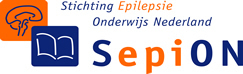 Stichting Epilepsie
Onderwijs Nederland
SepiON